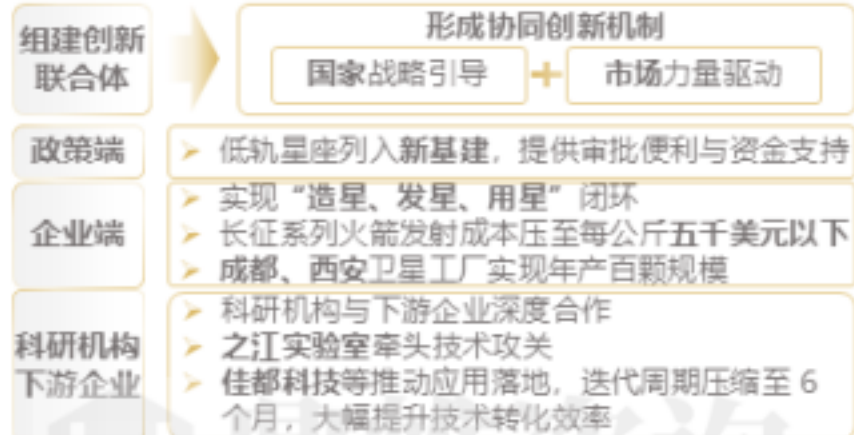 组建创新
联合体
形成协同创新机制
国家战略引导
+
市场力量驱动
政策端
➢ 低轨星座列入新基建，提供审批便利与资金支持
企业端
➢ 实现“造星、发星、用星”闭环
➢ 长征系列火箭发射成本压至每公斤五千美元以下
➢ 成都、西安卫星工厂实现年产百颗规模
科研机构
下游企业
➢ 科研机构与下游企业深度合作
➢ 之江实验室牵头技术攻关
➢ 佳都科技等推动应用落地，迭代周期压缩至 6
个月，大幅提升技术转化效率